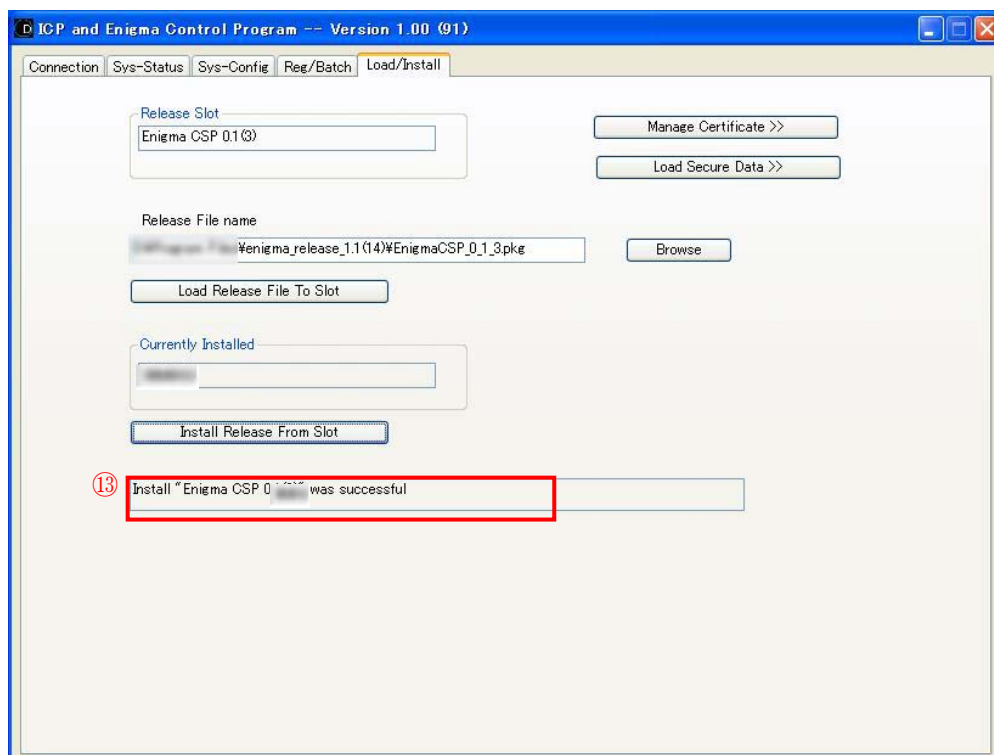 ICP and Enigma Control Program -- Version 1.00 (91)
Connection Sys-Status Sys-Config Reg/Batch Load/Install
Release Slot
Enigma CSP 0.1(3)
Manage Certificate >>
Load Secure Data >>
Release File name
¥enigma_release_1.1(14)¥EnigmaCSP_0_1_3.pkg
Browse
Load Release File To Slot
Currently Installed
Install Release From Slot
⑬
Install "Enigma CSP 0 was successful